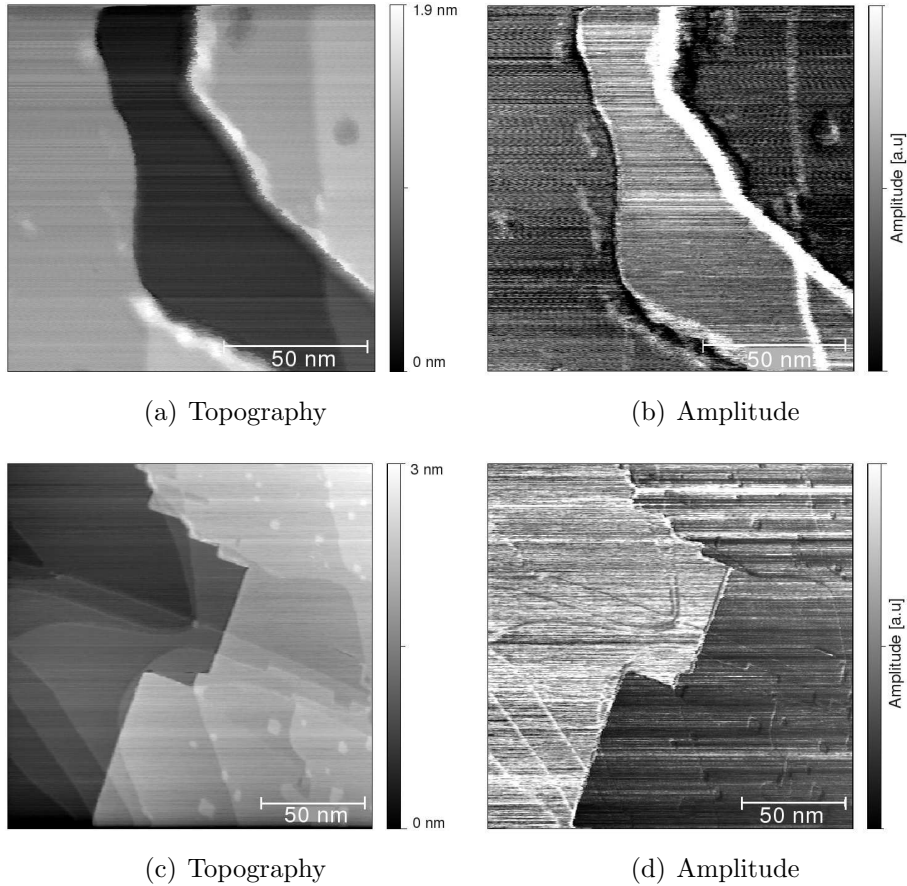 1.9 nm
0 nm
50 nm
Amplitude [a.u]
50 nm
(a) Topography
(b) Amplitude
3 nm
0 nm
50 nm
Amplitude [a.u]
50 nm
(c) Topography
(d) Amplitude